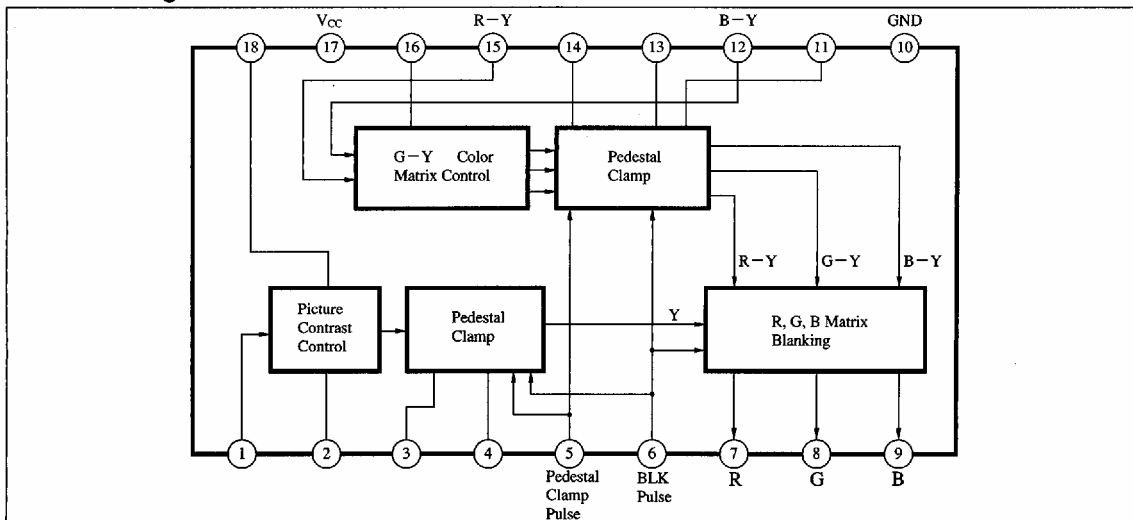 V_CC R−Y B−Y GND
18 17 16 15 14 13 12 11 10
G−Y Color
Matrix Control
Pedestal
Clamp
R−Y G−Y B−Y
Picture
Contrast
Control
Pedestal
Clamp
Y
R, G, B Matrix
Blanking
1 2 3 4 5 6 7 8 9
Pedestal
Clamp
Pulse
BLK
Pulse
R G B